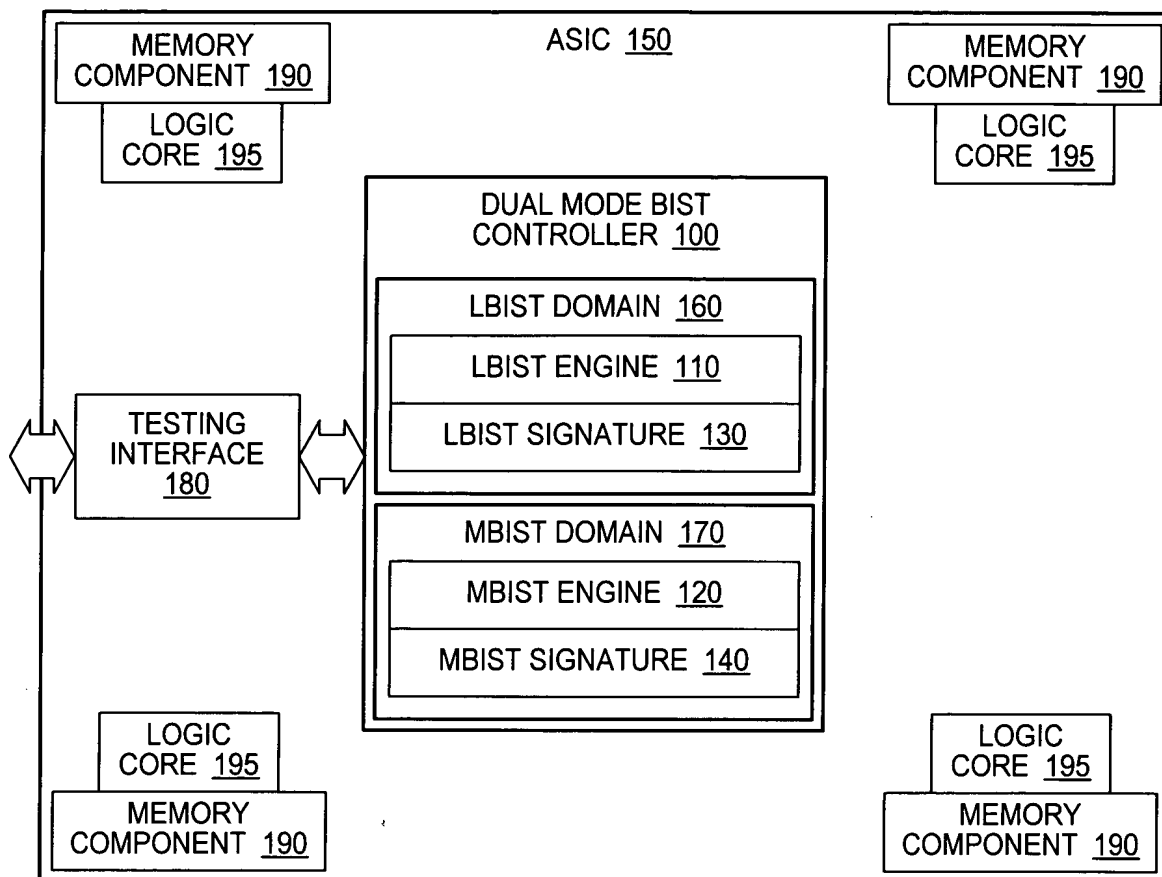 MEMORY
COMPONENT 190
LOGIC
CORE 195
ASIC 150
MEMORY
COMPONENT 190
LOGIC
CORE 195
DUAL MODE BIST
CONTROLLER 100
LBIST DOMAIN 160
LBIST ENGINE 110
LBIST SIGNATURE 130
TESTING
INTERFACE
180
MBIST DOMAIN 170
MBIST ENGINE 120
MBIST SIGNATURE 140
LOGIC
CORE 195
MEMORY
COMPONENT 190
LOGIC
CORE 195
MEMORY
COMPONENT 190